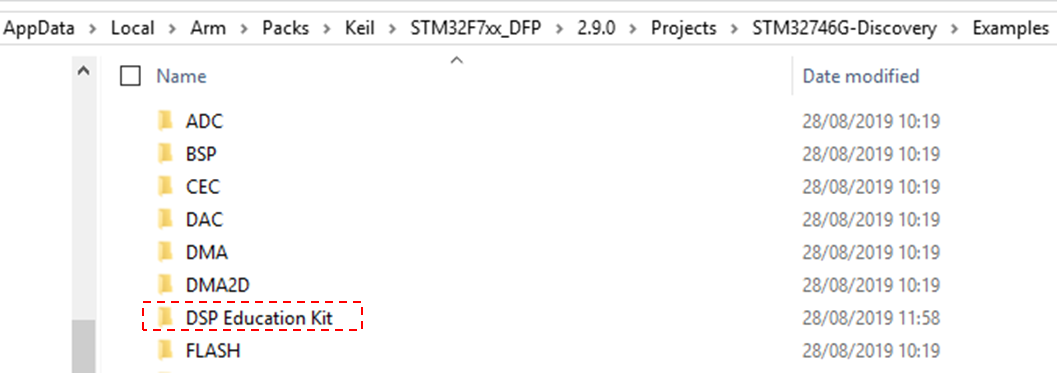 AppData > Local > Arm > Packs > Keil > STM32F7xx_DFP > 2.9.0 > Projects > STM32746G-Discovery > Examples
Name Date modified
ADC 28/08/2019 10:19
BSP 28/08/2019 10:19
CEC 28/08/2019 10:19
DAC 28/08/2019 10:19
DMA 28/08/2019 10:19
DMA2D 28/08/2019 10:19
DSP Education Kit 28/08/2019 11:58
FLASH 28/08/2019 10:19